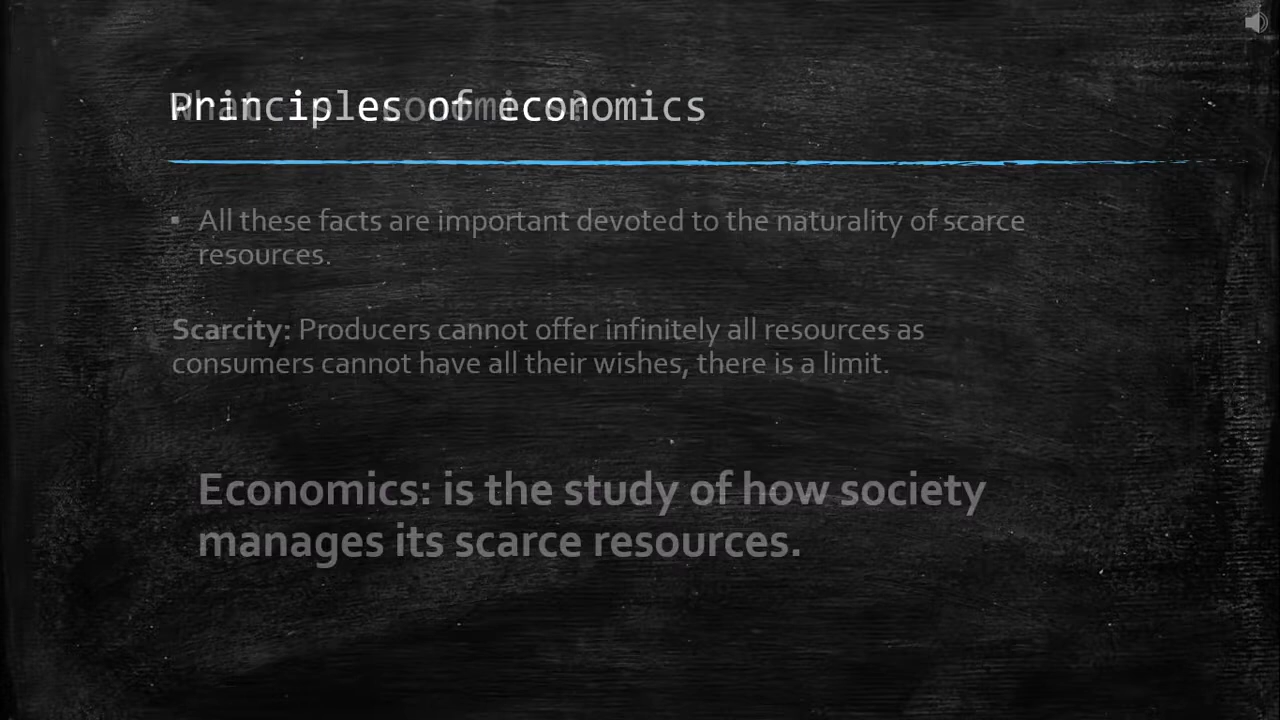 Principles of economics
▪ All these facts are important devoted to the naturality of scarce
resources.
Scarcity: Producers cannot offer infinitely all resources as
consumers cannot have all their wishes, there is a limit.
Economics: is the study of how society
manages its scarce resources.